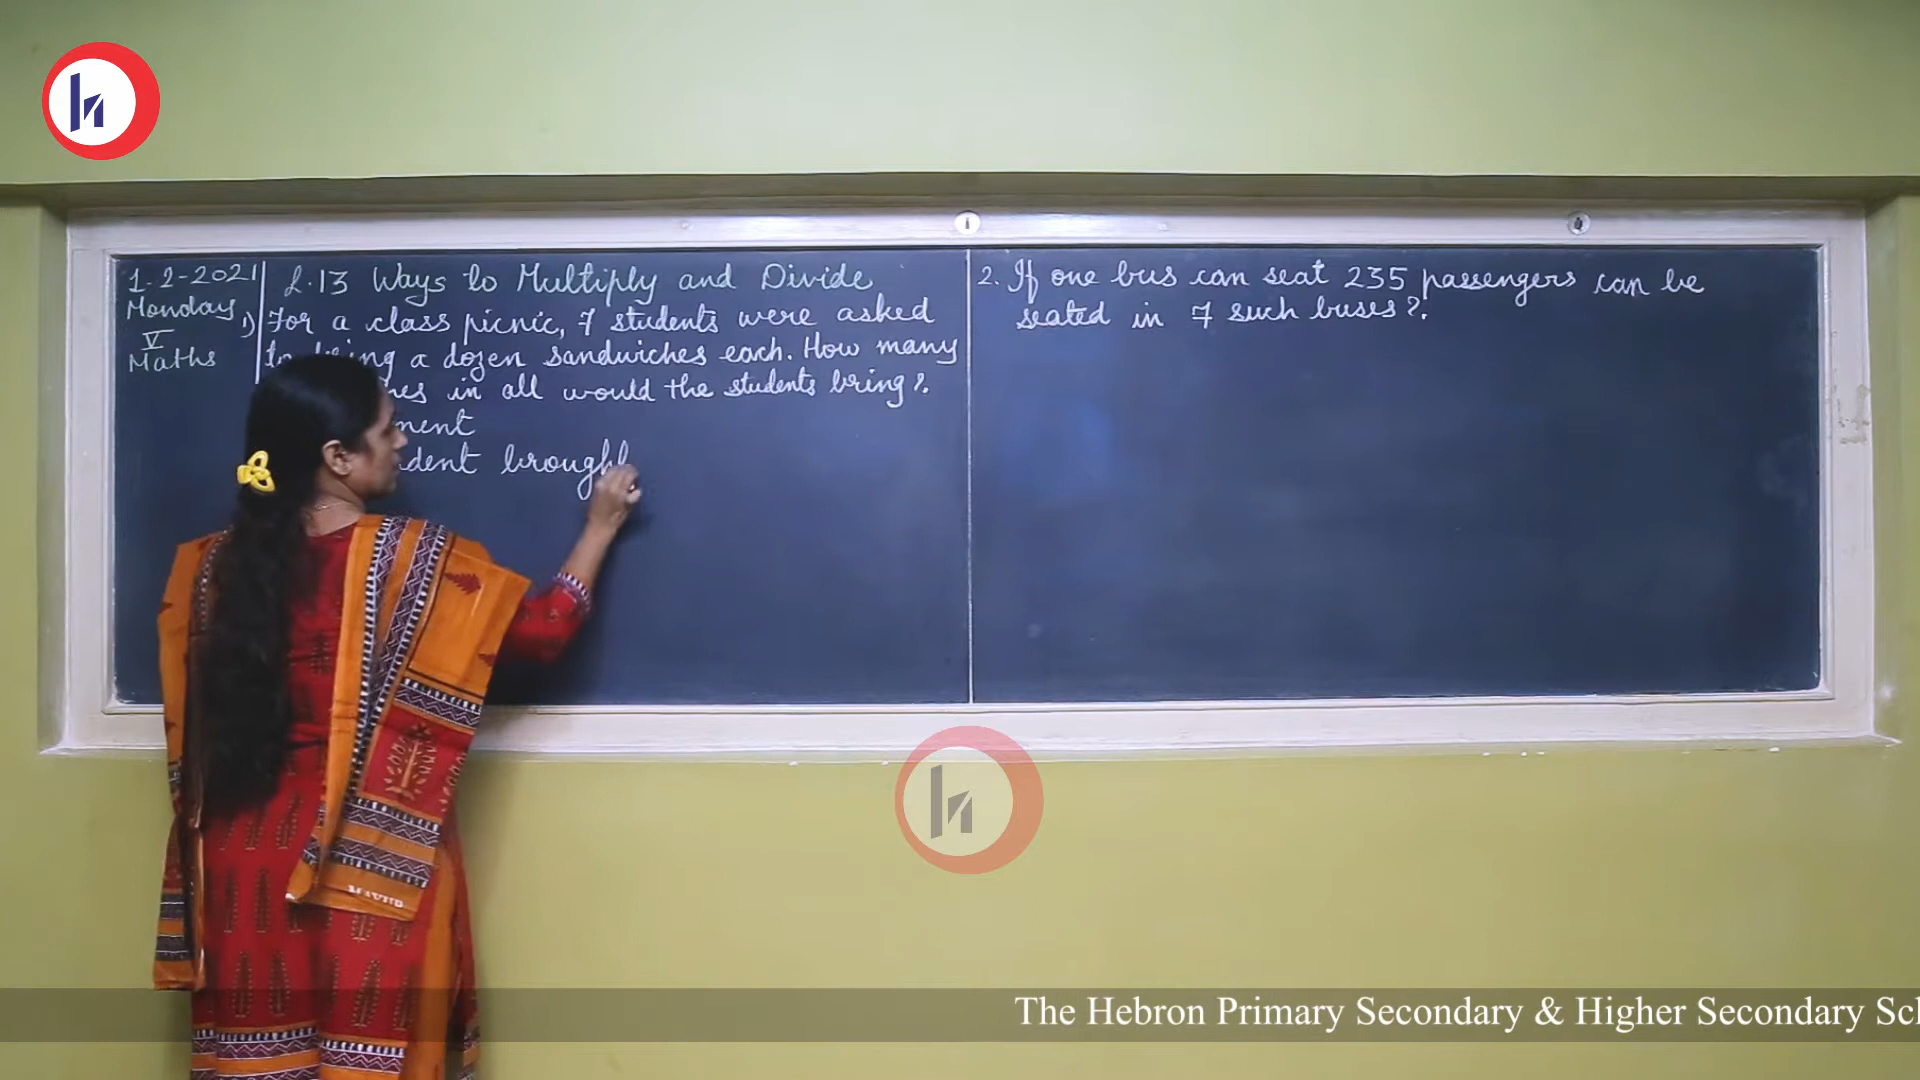 1-2-2021
Monday
V
Maths
L.13 Ways to Multiply and Divide
1) For a class picnic, 7 students were asked
a dozen sandwiches each. How many
in all would the students bring?
brough
2. If one bus can seat 235 passengers can be
seated in 7 such buses?
The Hebron Primary Secondary & Higher Secondary Sc